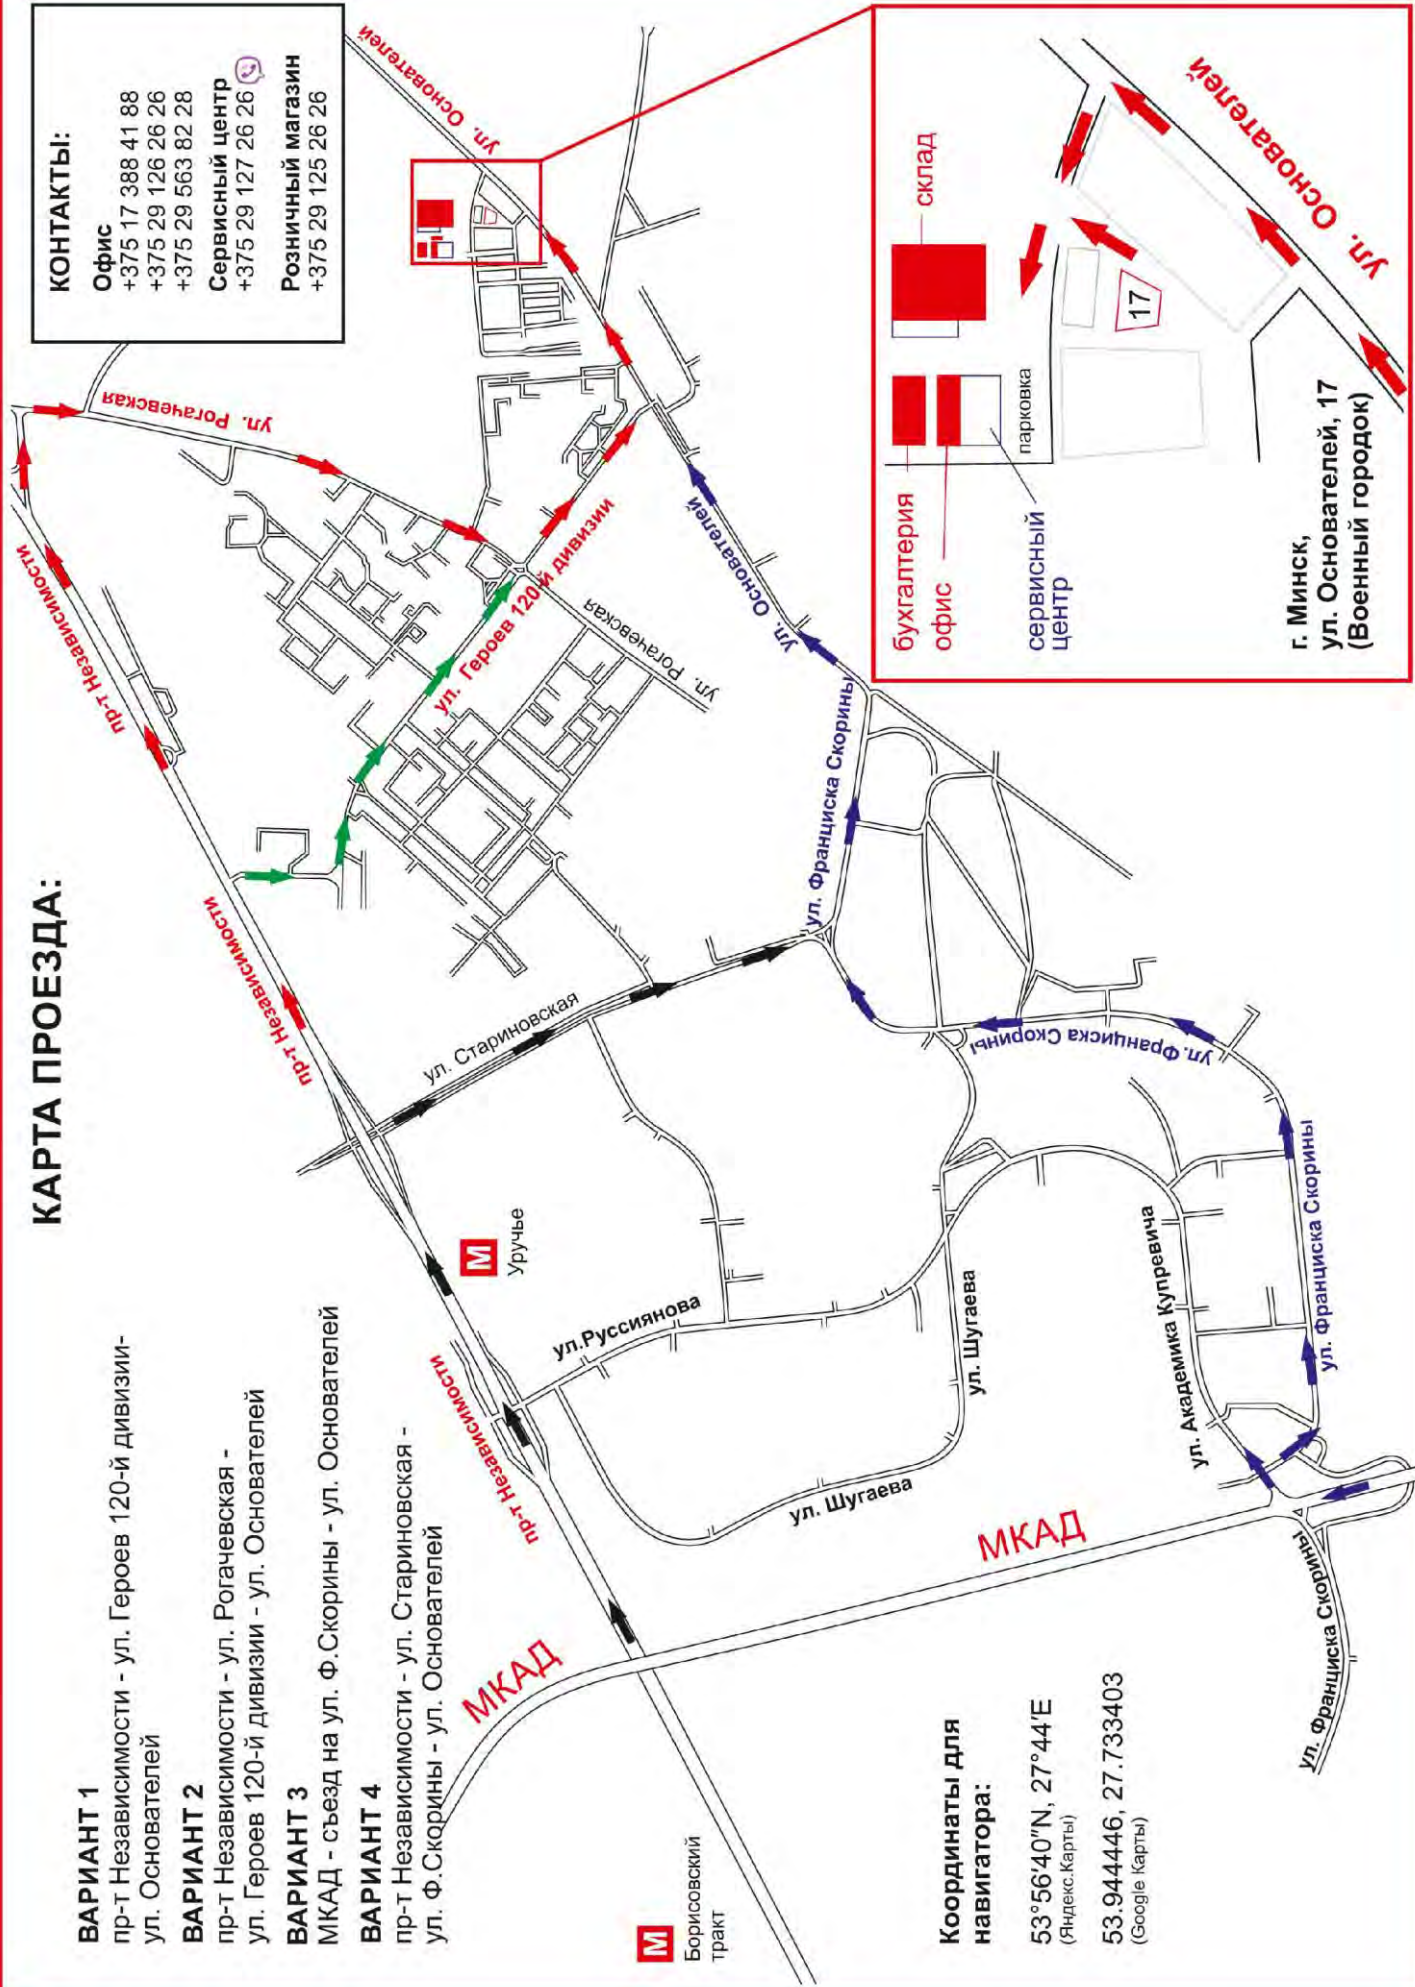 КАРТА ПРОЕЗДА:
ВАРИАНТ 1
пр-т Независимости - ул. Героев 120-й дивизии-
ул. Основателей
ВАРИАНТ 2
пр-т Независимости - ул. Рогачевская -
ул. Героев 120-й дивизии - ул. Основателей
ВАРИАНТ 3
МКАД - съезд на ул. Ф.Скорины - ул. Основателей
ВАРИАНТ 4
пр-т Независимости - ул. Стариновская -
ул. Ф.Скорины - ул. Основателей
КОНТАКТЫ:
Офис
+375 17 388 41 88
+375 29 126 26 26
+375 29 563 82 28
Сервисный центр
+375 29 127 26 26
Розничный магазин
+375 29 125 26 26
пр-т Независимости
пр-т Независимости
пр-т Независимости
ул. Рогачевская
ул. Основателей
ул. Героев 120-й дивизии
ул. Рогачевская
ул. Стариновская
М
Уручье
ул.Руссиянова
ул. Основателей
ул. Франциска Скорины
ул. Франциска Скорины
ул. Шугаева
ул. Шугаева
ул. Академика Купревича
ул. Франциска Скорины
ул. Франциска Скорины
МКАД
МКАД
М
Борисовский
тракт
Координаты для
навигатора:
53°56'40"N, 27°44'E
(Яндекс.Карты)
53.944446, 27.733403
(Google Карты)
бухгалтерия
офис
сервисный
центр
склад
парковка
17
ул. Основателей
г. Минск,
ул. Основателей, 17
(Военный городок)